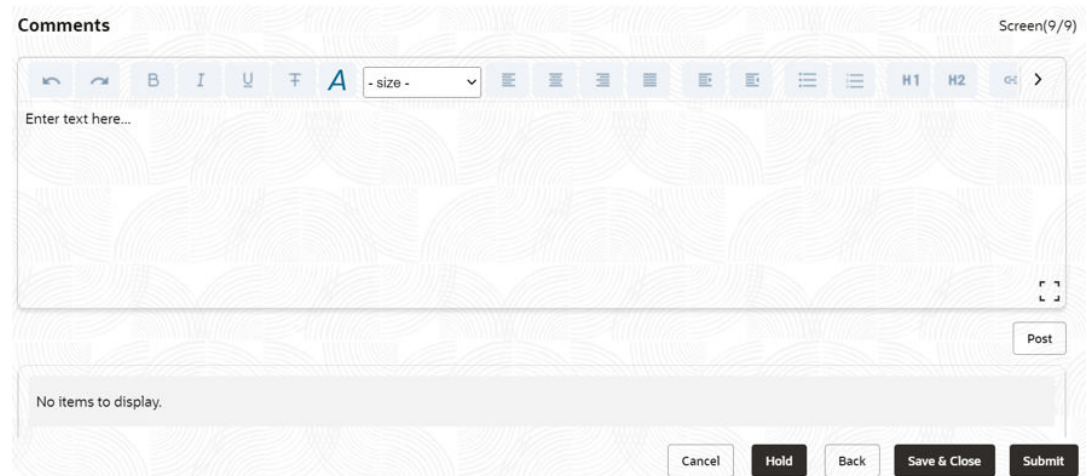 Comments Screen(9/9)
B I U T A - size - H1 H2
Enter text here...
Post
No items to display.
Cancel Hold Back Save & Close Submit